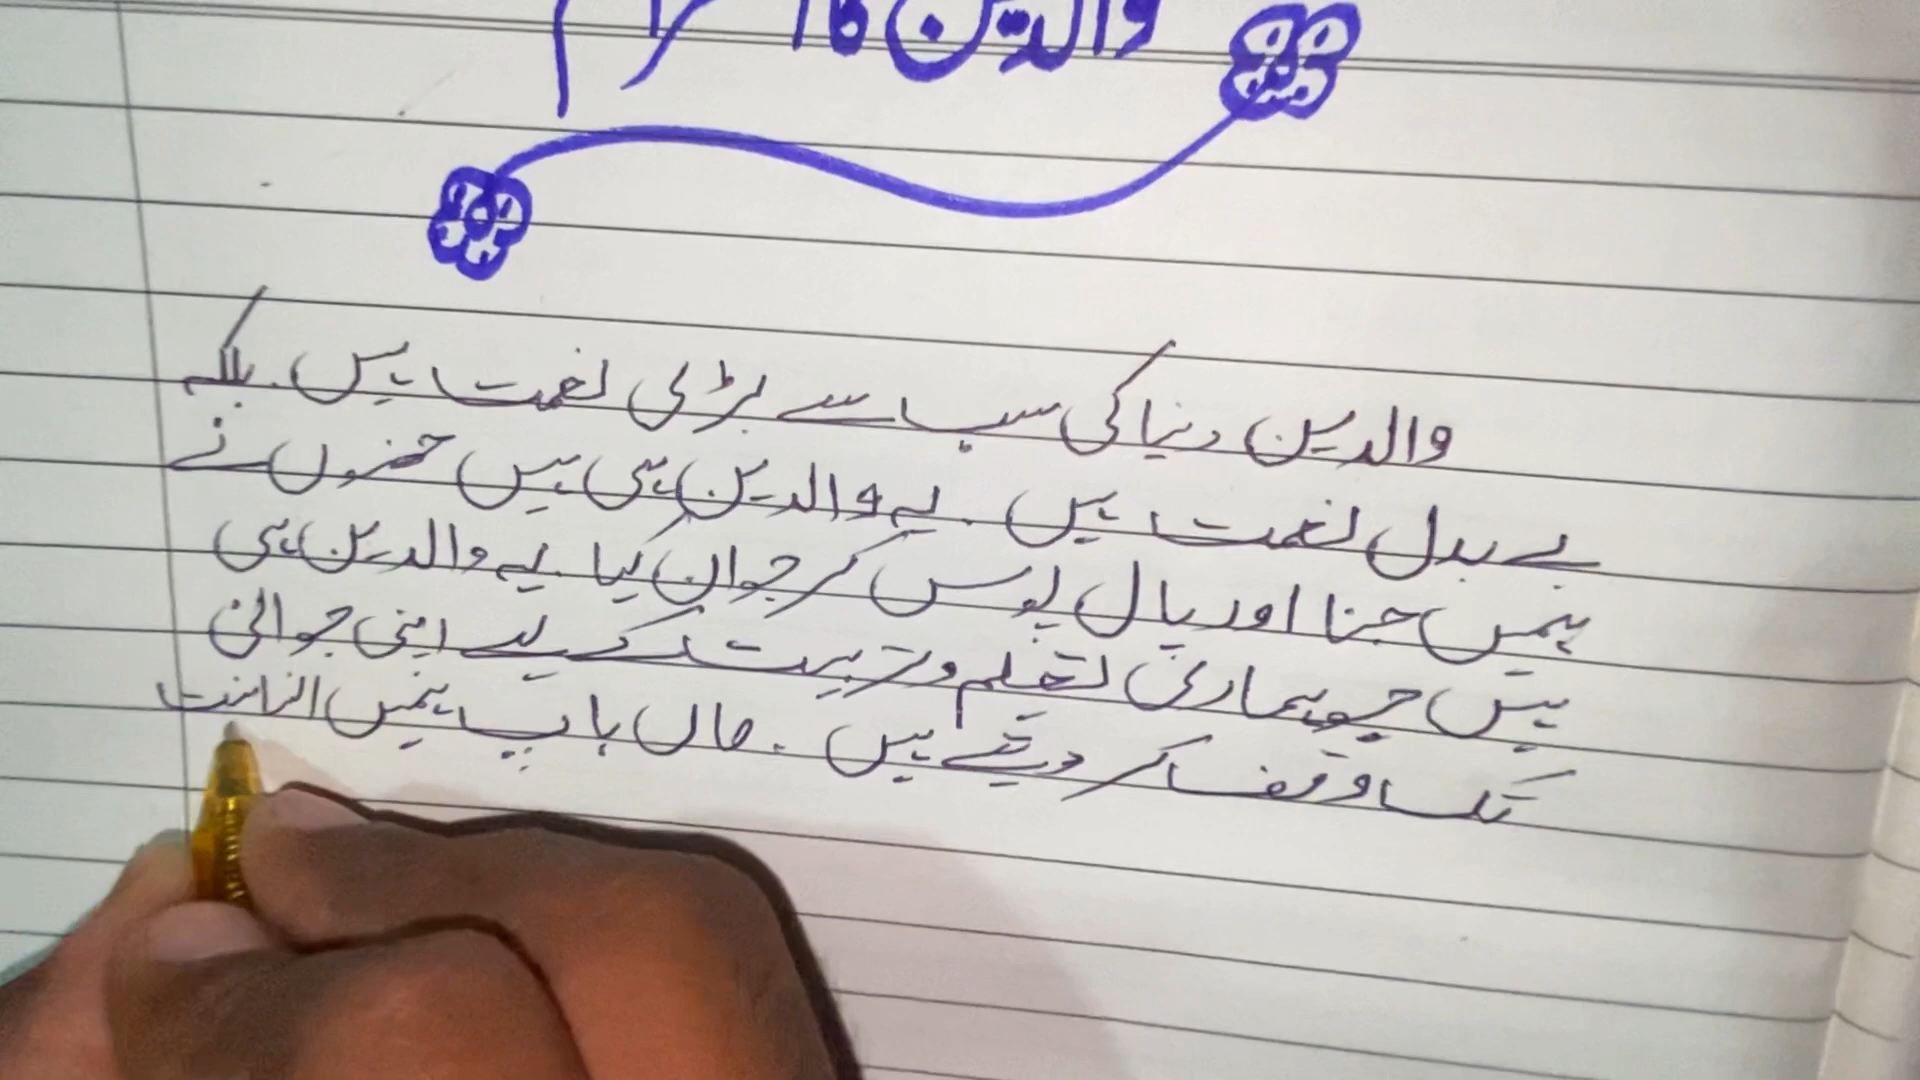 والدین کا احترام
والدین دنیا کی سب سے بڑی نعمت ہیں۔ بلکہ
بے بدل نعمت ہیں۔ یہ والدین ہی ہیں جنہوں نے
ہمیں جنا اور پال پوس کر جوان کیا۔ یہ والدین ہی
ہیں جو ہماری تعلیم و تربیت کے لیے اپنی جوانی
تک وقف کر دیتے ہیں۔ ماں باپ ہمیں